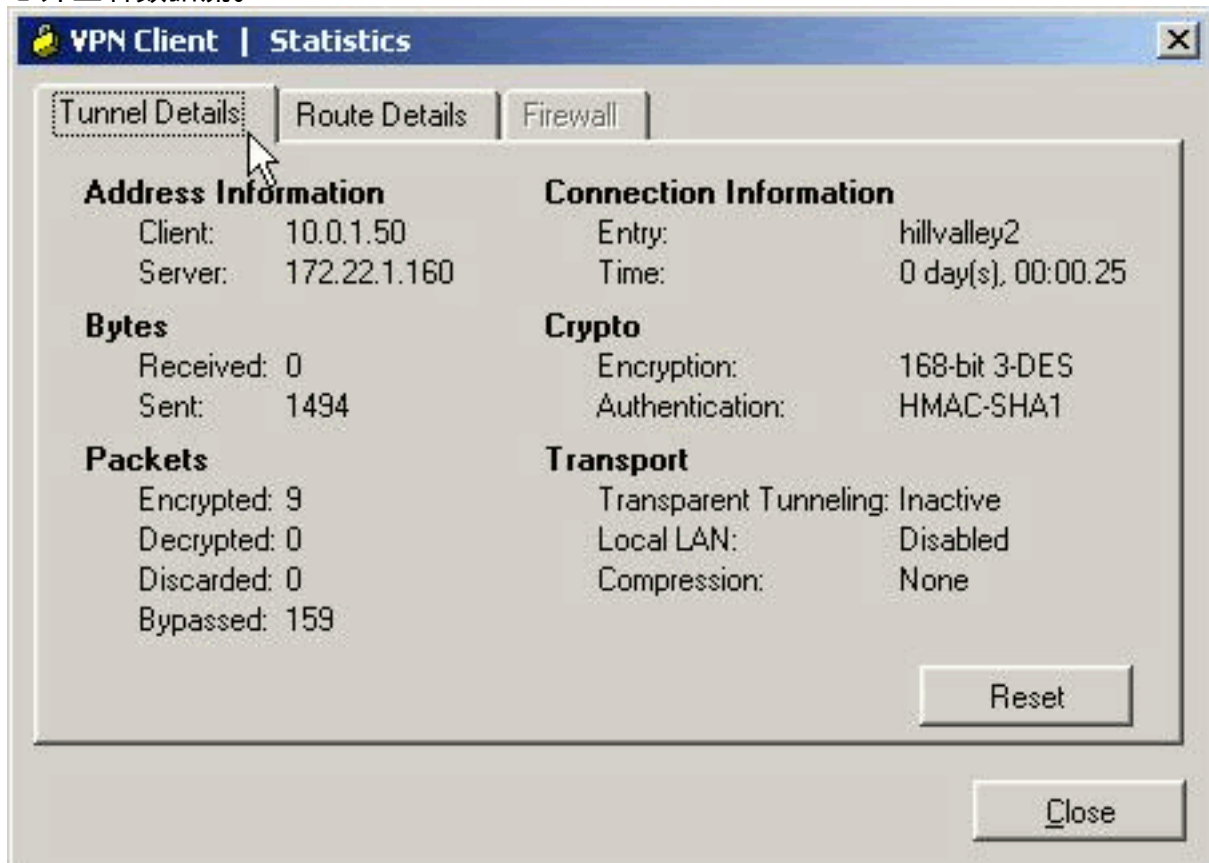 VPN Client | Statistics
Tunnel Details Route Details Firewall
Address Information
Client: 10.0.1.50
Server: 172.22.1.160
Bytes
Received: 0
Sent: 1494
Packets
Encrypted: 9
Decrypted: 0
Discarded: 0
Bypassed: 159
Connection Information
Entry: hillvalley2
Time: 0 day(s), 00:00.25
Crypto
Encryption: 168-bit 3-DES
Authentication: HMAC-SHA1
Transport
Transparent Tunneling: Inactive
Local LAN: Disabled
Compression: None
Reset
Close